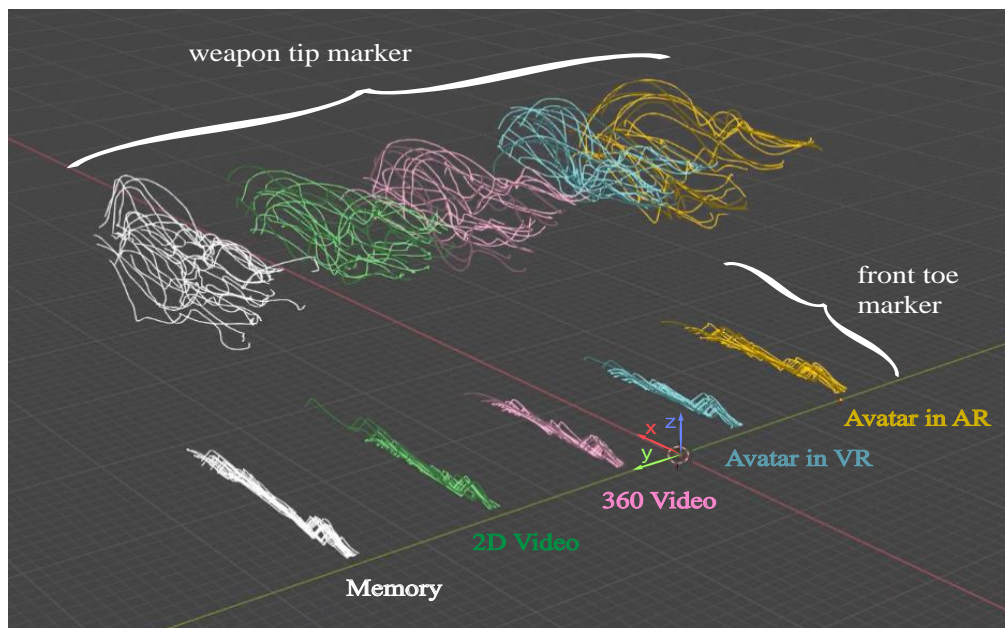 weapon tip marker
front toe
marker
x
z
y
Avatar in AR
Avatar in VR
360 Video
2D Video
Memory